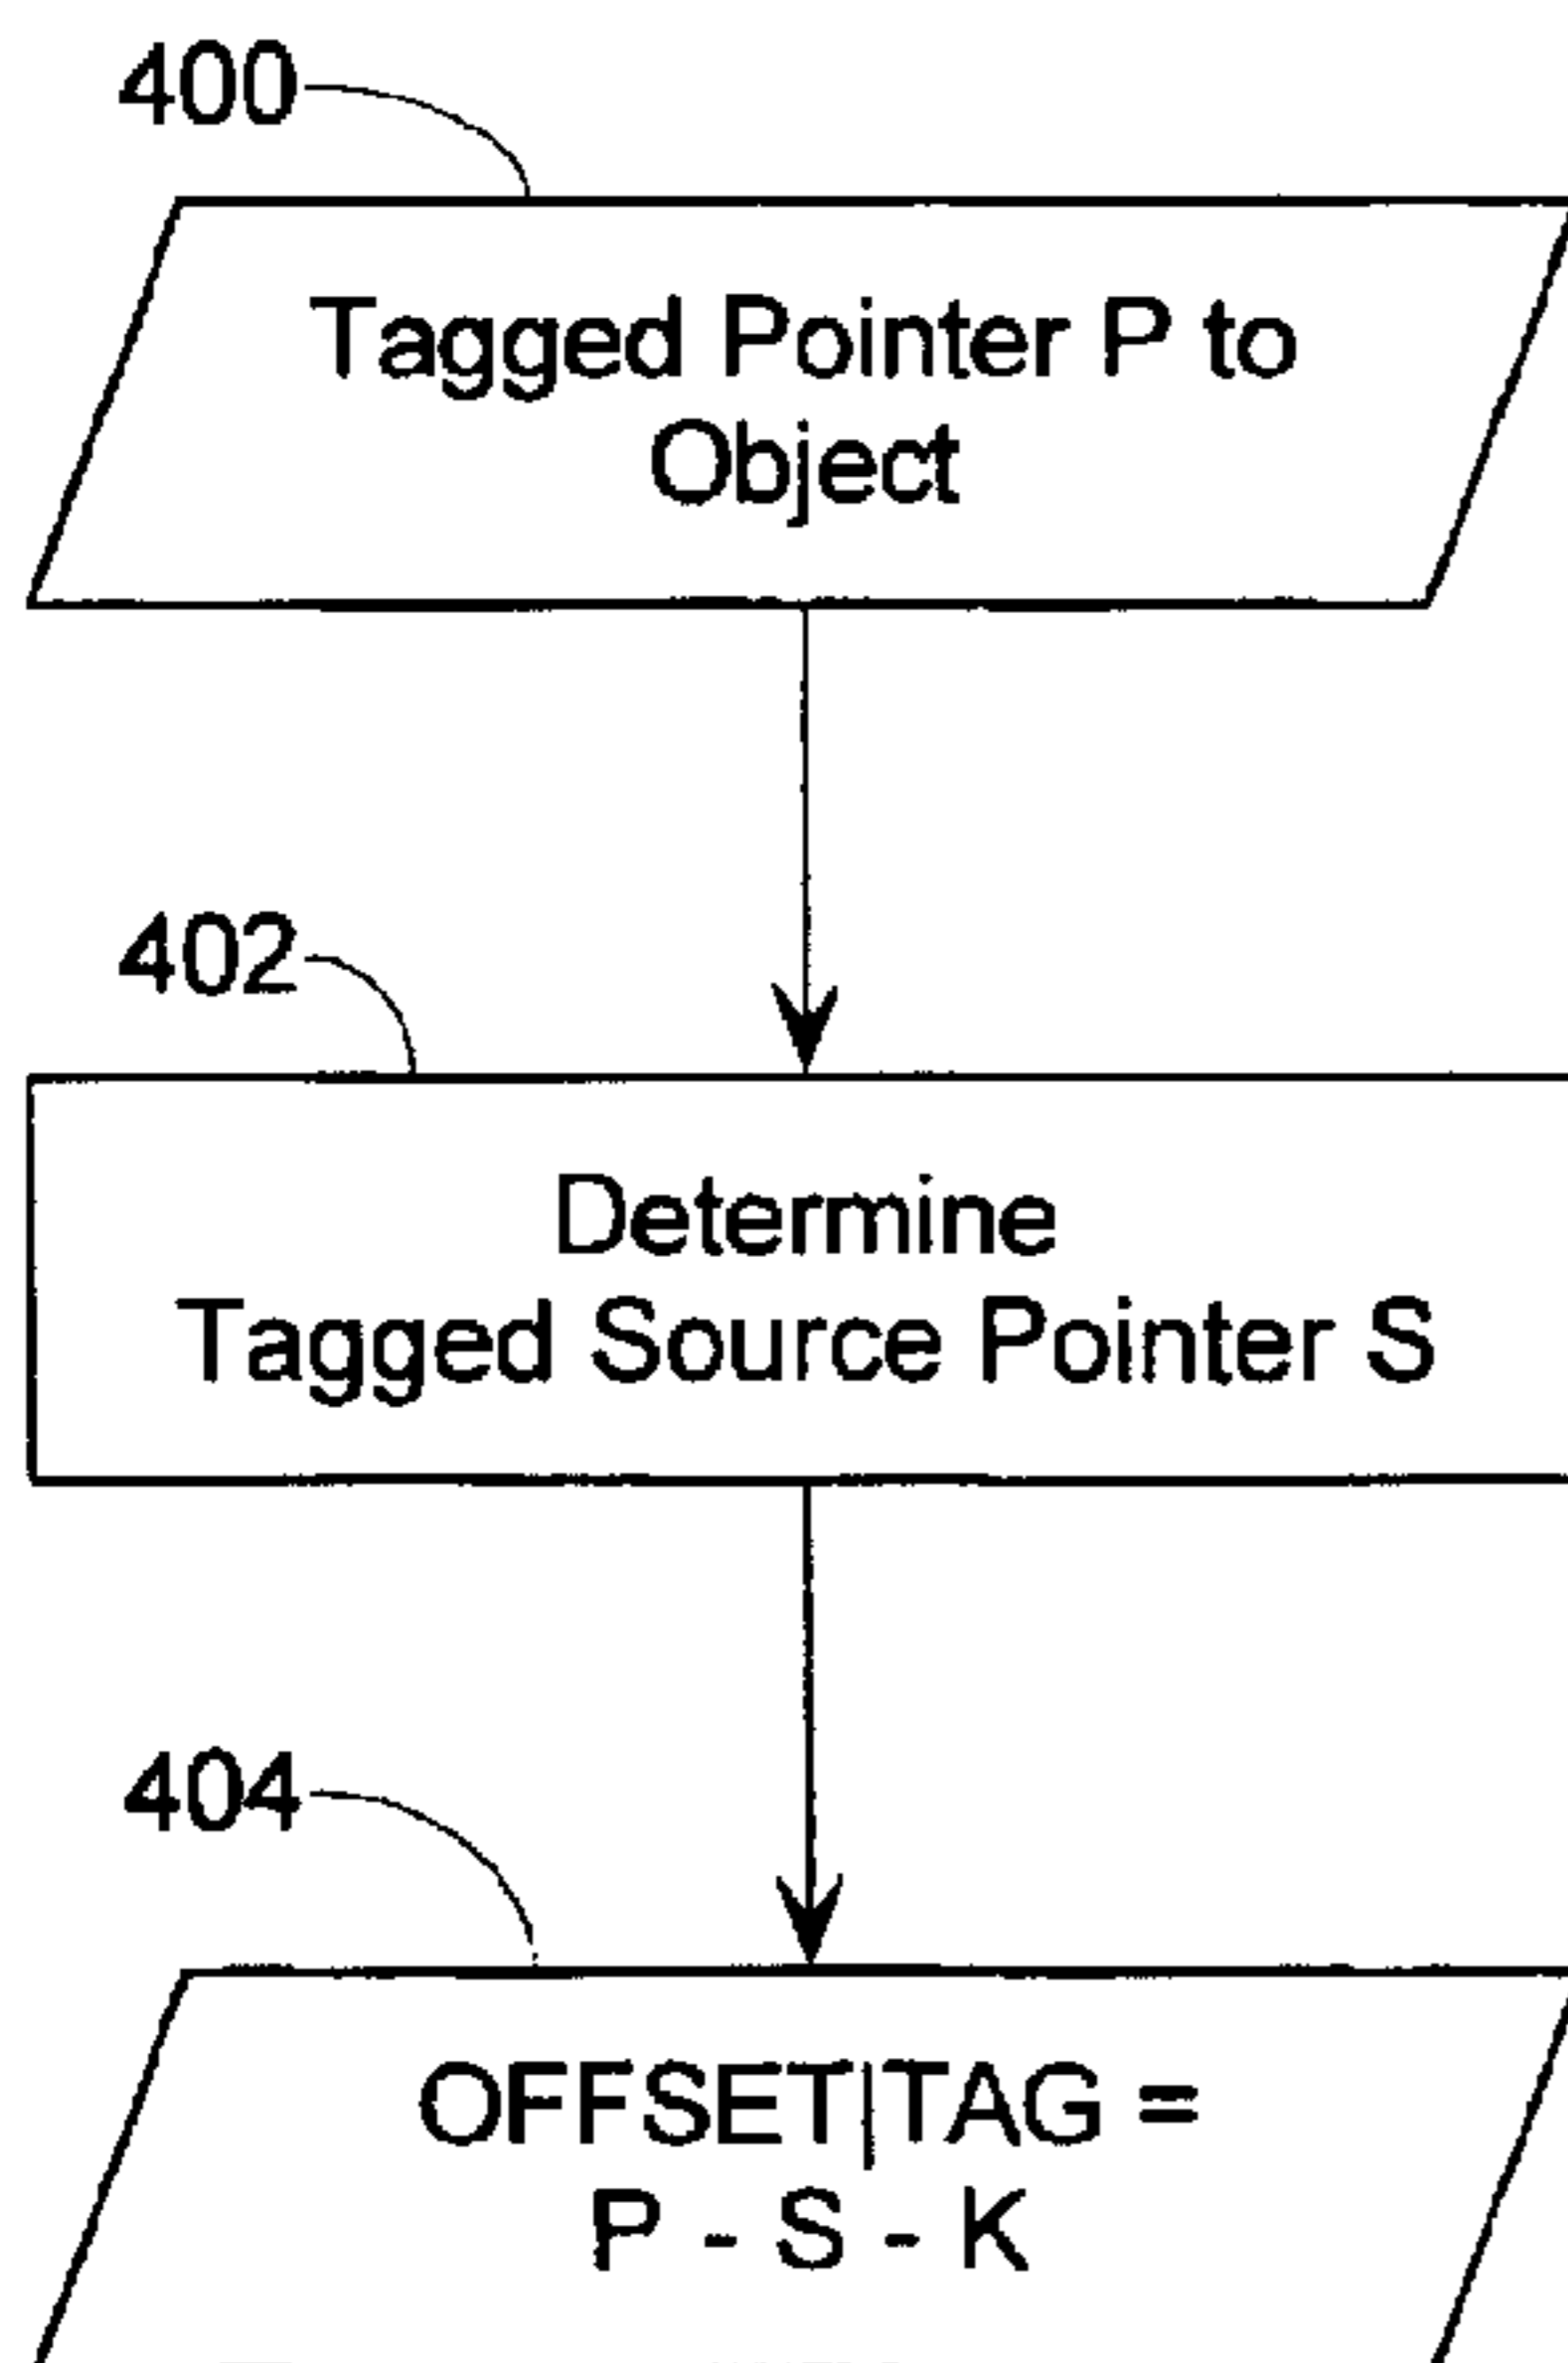 400
Tagged Pointer P to
Object
402
Determine
Tagged Source Pointer S
404
OFFSET|TAG =
P - S - K